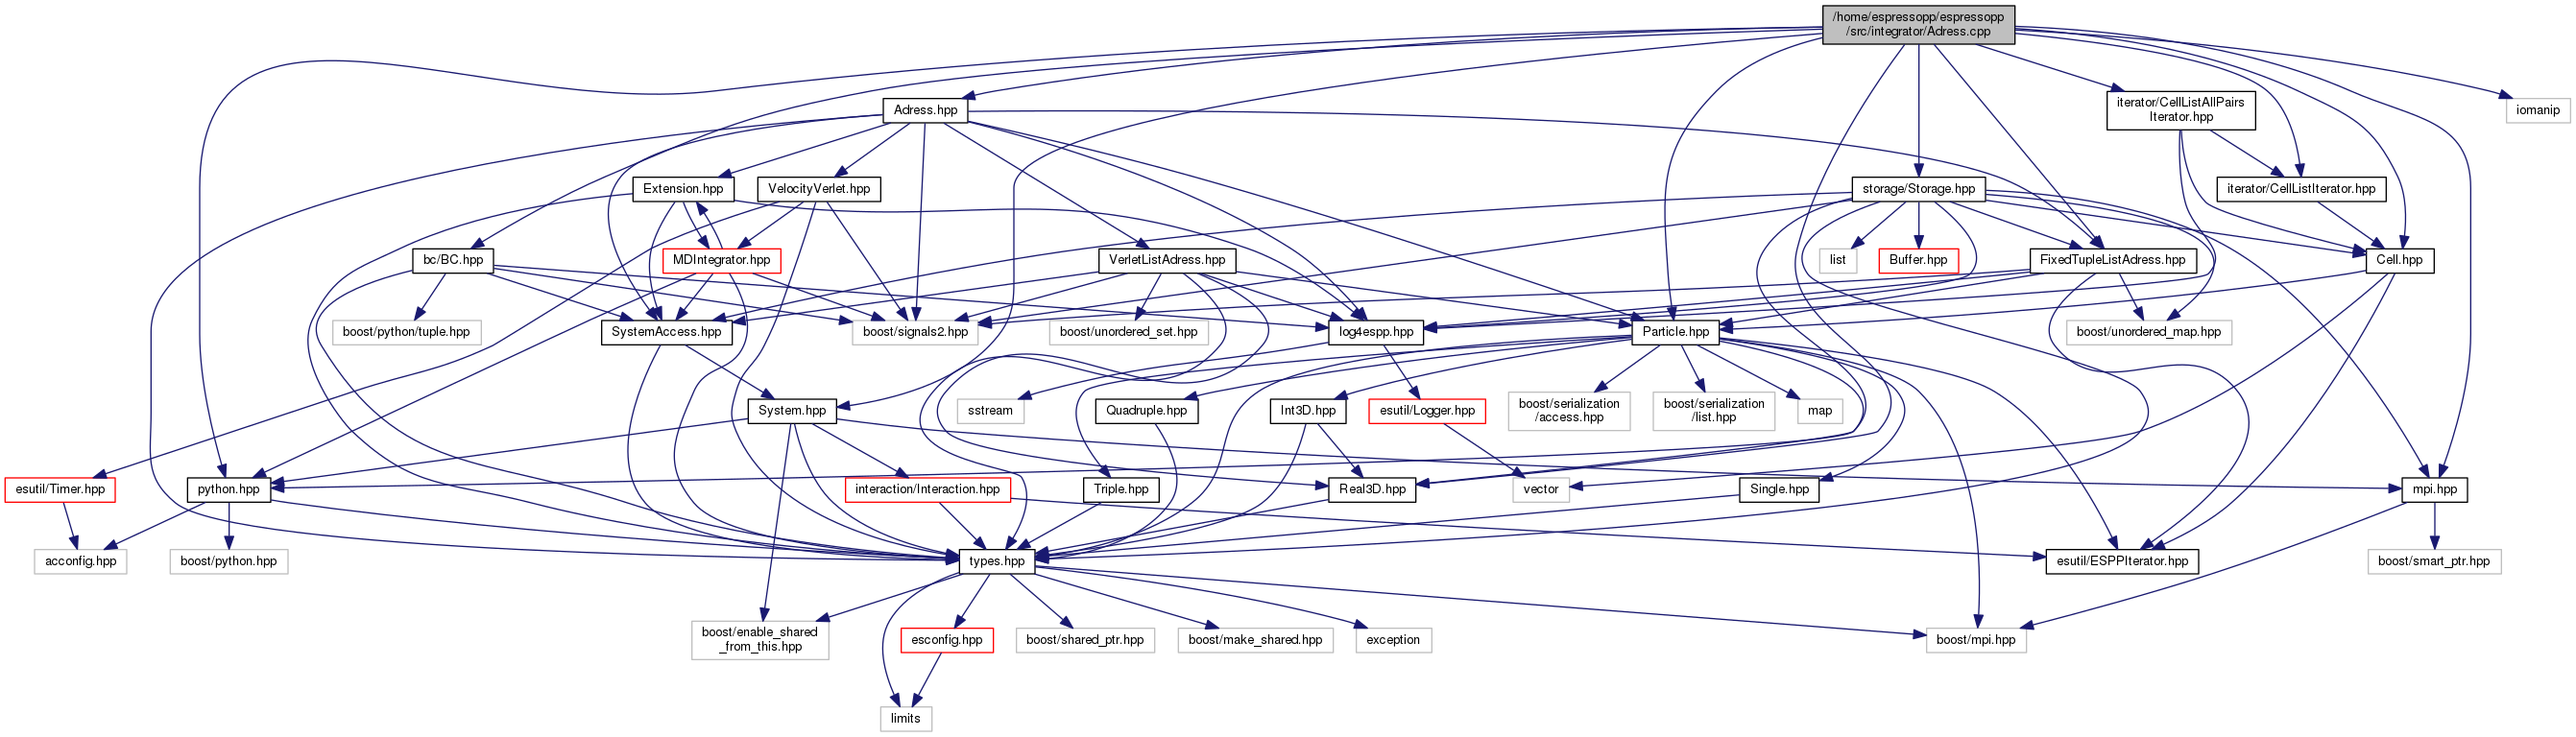 /home/espressopp/espressopp
/src/integrator/Adress.cpp
Adress.hpp
iterator/CellListAllPairs
Iterator.hpp
iomanip
Extension.hpp
VelocityVerlet.hpp
storage/Storage.hpp
iterator/CellListIterator.hpp
bc/BC.hpp
MDIntegrator.hpp
VerletListAdress.hpp
list
Buffer.hpp
FixedTupleListAdress.hpp
Cell.hpp
boost/python/tuple.hpp
SystemAccess.hpp
boost/signals2.hpp
boost/unordered_set.hpp
log4espp.hpp
Particle.hpp
boost/unordered_map.hpp
System.hpp
sstream
Quadruple.hpp
Int3D.hpp
esutil/Logger.hpp
boost/serialization
/access.hpp
boost/serialization
/list.hpp
map
esutil/Timer.hpp
python.hpp
interaction/Interaction.hpp
Triple.hpp
Real3D.hpp
vector
Single.hpp
mpi.hpp
acconfig.hpp
boost/python.hpp
types.hpp
esutil/ESPPIterator.hpp
boost/smart_ptr.hpp
boost/enable_shared
_from_this.hpp
esconfig.hpp
boost/shared_ptr.hpp
boost/make_shared.hpp
exception
boost/mpi.hpp
limits